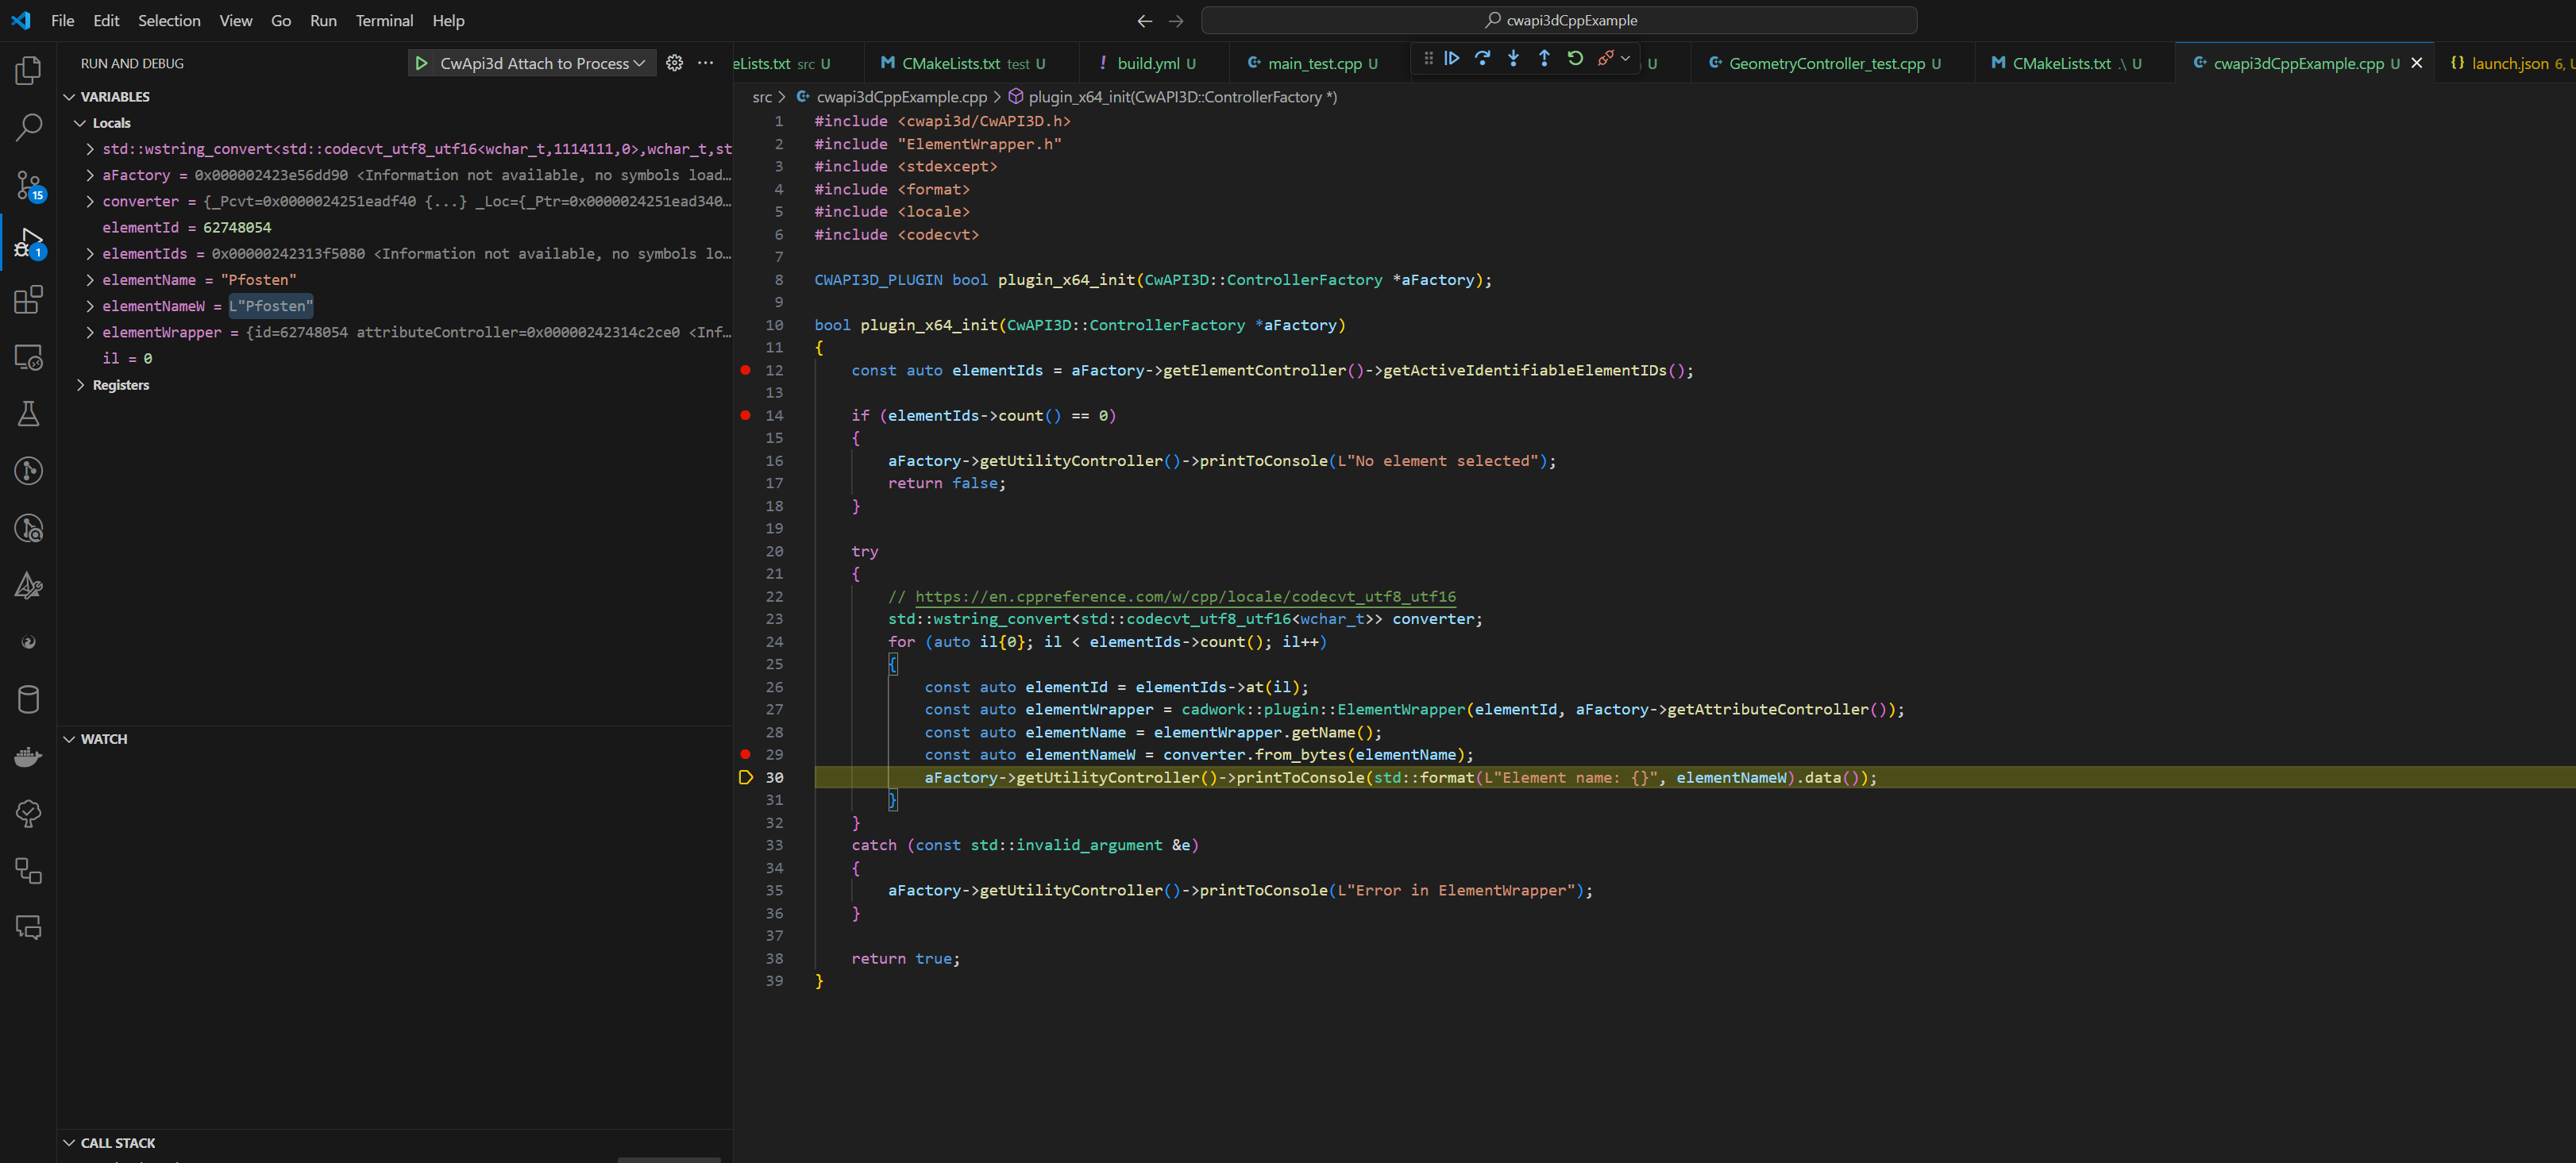 File Edit Selection View Go Run Terminal Help
cwapi3dCppExample
RUN AND DEBUG
CwApi3d Attach to Process
eLists.txt src U
CMakeLists.txt test U
build.yml U
main_test.cpp U
U
GeometryController_test.cpp U
CMakeLists.txt .\ U
cwapi3dCppExample.cpp U
launch.json 6, U
src > cwapi3dCppExample.cpp > plugin_x64_init(CwAPI3D::ControllerFactory *)
15
1
VARIABLES
Locals
std::wstring_convert<std::codecvt_utf8_utf16<wchar_t,1114111,0>,wchar_t,st
aFactory = 0x000002423e56dd90 <Information not available, no symbols load…
converter = {_Pcvt=0x0000024251eadf40 {...} _Loc={_Ptr=0x0000024251ead340…
elementId = 62748054
elementIds = 0x00000242313f5080 <Information not available, no symbols lo…
elementName = "Pfosten"
elementNameW = L"Pfosten"
elementWrapper = {id=62748054 attributeController=0x00000242314c2ce0 <Inf…
il = 0
Registers
WATCH
CALL STACK
1 #include <cwapi3d/CwAPI3D.h>
2 #include "ElementWrapper.h"
3 #include <stdexcept>
4 #include <format>
5 #include <locale>
6 #include <codecvt>
7
8 CWAPI3D_PLUGIN bool plugin_x64_init(CwAPI3D::ControllerFactory *aFactory);
9
10 bool plugin_x64_init(CwAPI3D::ControllerFactory *aFactory)
11 {
12 const auto elementIds = aFactory->getElementController()->getActiveIdentifiableElementIDs();
13
14 if (elementIds->count() == 0)
15 {
16 aFactory->getUtilityController()->printToConsole(L"No element selected");
17 return false;
18 }
19
20 try
21 {
22 // https://en.cppreference.com/w/cpp/locale/codecvt_utf8_utf16
23 std::wstring_convert<std::codecvt_utf8_utf16<wchar_t>> converter;
24 for (auto il{0}; il < elementIds->count(); il++)
25 {
26 const auto elementId = elementIds->at(il);
27 const auto elementWrapper = cadwork::plugin::ElementWrapper(elementId, aFactory->getAttributeController());
28 const auto elementName = elementWrapper.getName();
29 const auto elementNameW = converter.from_bytes(elementName);
30 aFactory->getUtilityController()->printToConsole(std::format(L"Element name: {}", elementNameW).data());
31 }
32 }
33 catch (const std::invalid_argument &e)
34 {
35 aFactory->getUtilityController()->printToConsole(L"Error in ElementWrapper");
36 }
37
38 return true;
39 }